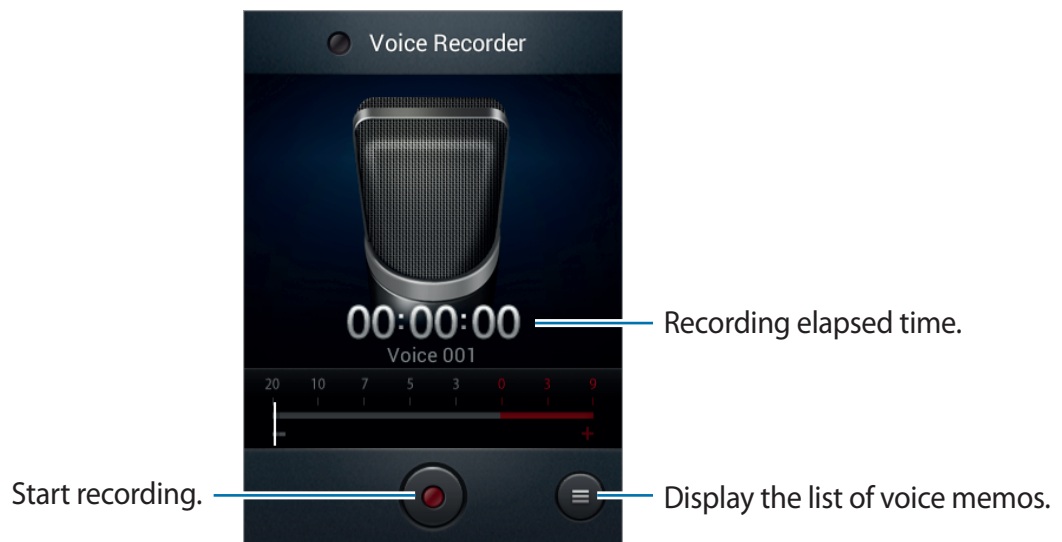 Voice Recorder
00:00:00
Recording elapsed time.
Voice 001
20 10 7 5 3 0 3 9
- +
Start recording.
Display the list of voice memos.